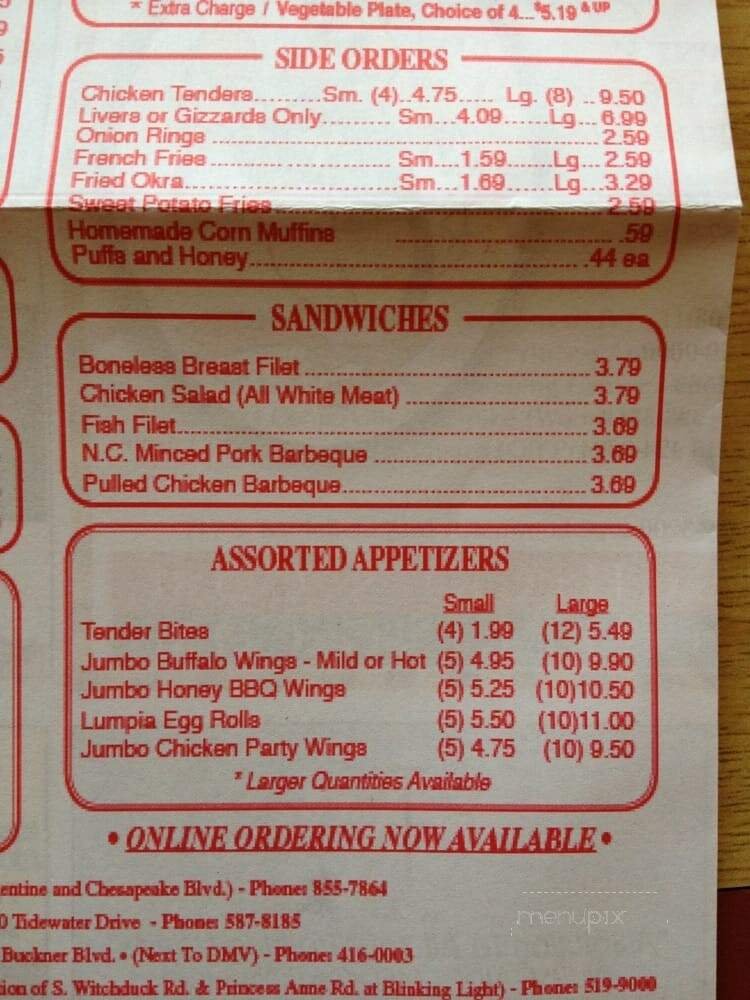 * Extra Charge / Vegetable Plate, Choice of 4...$5.19 & UP
SIDE ORDERS
Chicken Tenders.........Sm. (4)..4.75..... Lg. (8) ..9.50
Livers or Gizzards Only......... Sm...4.09......Lg... 6.99
Onion Rings ........................................................ 2.59
French Fries ......................... Sm....1.59......Lg... 2.59
Fried Okra.............................Sm...1.69......Lg...3.29
Sweet Potato Fries................................................ 2.59
Homemade Corn Muffins ................................ .59
Puffs and Honey.................................................. .44 ea
SANDWICHES
Boneless Breast Filet .......................................... 3.79
Chicken Salad (All White Meat) ........................... 3.79
Fish Filet............................................................. 3.69
N.C. Minced Pork Barbeque ................................ 3.69
Pulled Chicken Barbeque.................................... 3.69
ASSORTED APPETIZERS
Small Large
Tender Bites (4) 1.99 (12) 5.49
Jumbo Buffalo Wings - Mild or Hot (5) 4.95 (10) 9.90
Jumbo Honey BBQ Wings (5) 5.25 (10)10.50
Lumpia Egg Rolls (5) 5.50 (10)11.00
Jumbo Chicken Party Wings (5) 4.75 (10) 9.50
* Larger Quantities Available
• ONLINE ORDERING NOW AVAILABLE •
entine and Chesapeake Blvd.) - Phone: 855-7864
0 Tidewater Drive - Phone: 587-8185
Buckner Blvd. • (Next To DMV) - Phone: 416-0003
ion of S. Witchduck Rd. & Princess Anne Rd. at Blinking Light) - Phone: 519-9000
menupix